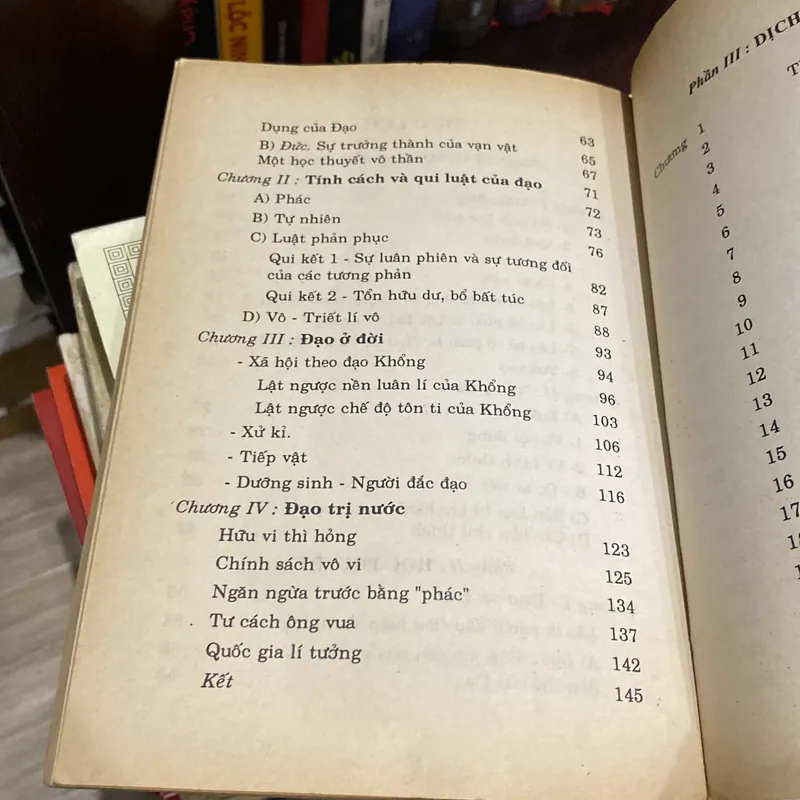 LỘC NIN
Dụng của Đạo 63
B) Đức. Sự trưởng thành của vạn vật 65
Một học thuyết vô thần 67
Chương II : Tính cách và qui luật của đạo 71
A) Phác 72
B) Tự nhiên 73
C) Luật phản phục 76
Qui kết 1 - Sự luân phiên và sự tương đối
của các tương phản 82
Qui kết 2 - Tổn hữu dư, bổ bất túc 87
D) Vô - Triết lí vô 88
Chương III : Đạo ở đời 93
- Xã hội theo đạo Khổng 94
Lật ngược nền luân lí của Khổng 96
Lật ngược chế độ tôn ti của Khổng 103
- Xử kỉ. 106
- Tiếp vật 112
- Dưỡng sinh - Người đắc đạo 116
Chương IV : Đạo trị nước
Hữu vi thì hỏng 123
Chính sách vô vi 125
Ngăn ngừa trước bằng "phác" 134
Tư cách ông vua 137
Quốc gia lí tưởng 142
Kết 145
Phần III : DỊCH
Chương 1
2
3
4
5
6
7
8
9
10
11
12
13
14
15
16
17